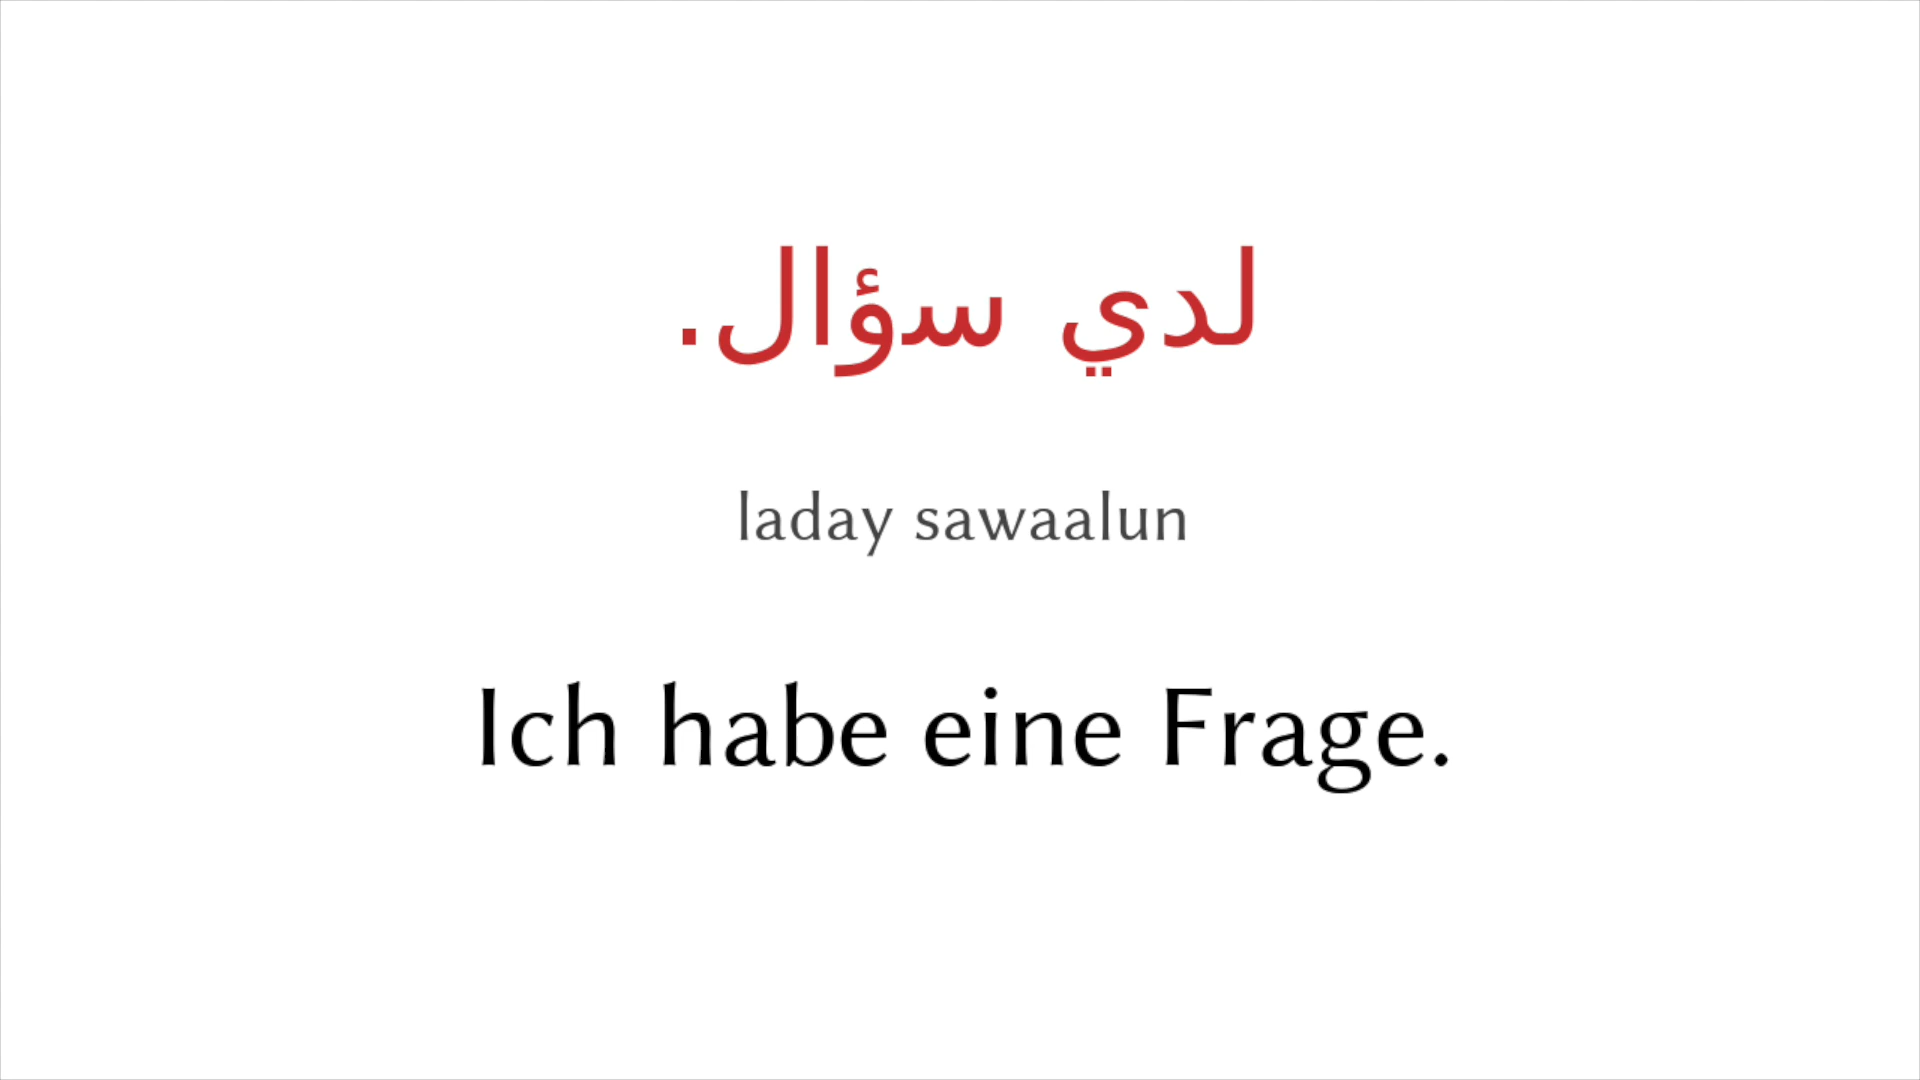 لدي سؤال.
laday sawaalun
Ich habe eine Frage.